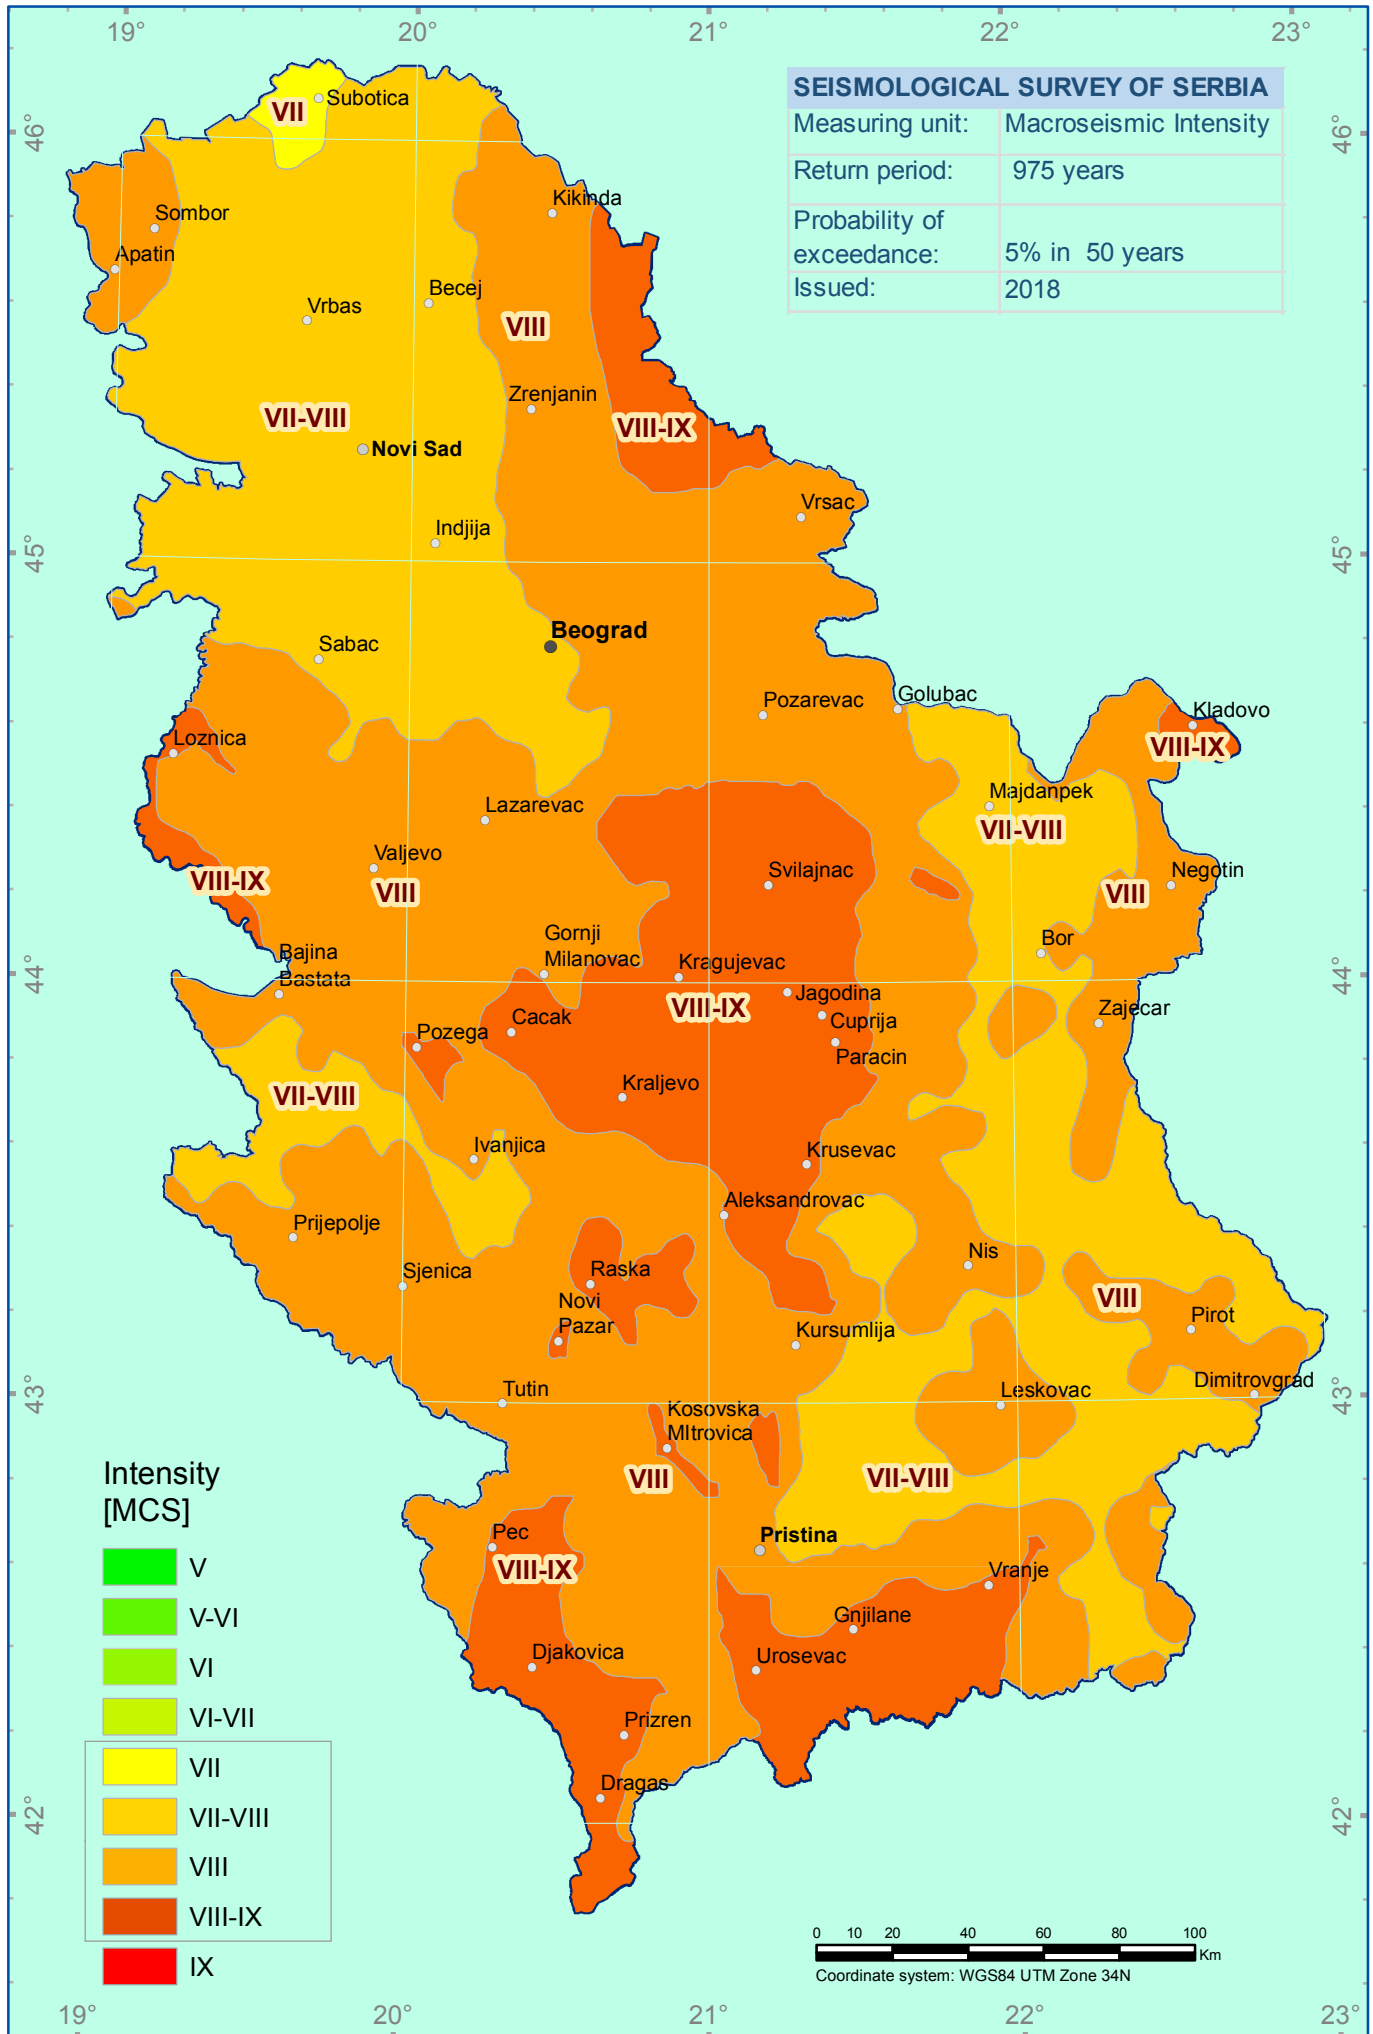 19° 20° 21° 22° 23°
SEISMOLOGICAL SURVEY OF SERBIA
Measuring unit: Macroseismic Intensity
Return period: 975 years
Probability of
exceedance: 5% in 50 years
Issued: 2018
46° 46°
45° 45°
44° 44°
43° 43°
42° 42°
VII
Subotica
Sombor
Kikinda
Apatin
Becej
Vrbas
VIII
Zrenjanin
VII-VIII
VIII-IX
Novi Sad
Vrsac
Indjija
Beograd
Sabac
Pozarevac
Golubac
Kladovo
Loznica
VIII-IX
Majdanpek
Lazarevac
VII-VIII
Valjevo
Svilajnac
Negotin
VIII-IX
VIII
VIII
Gornji
Milanovac
Bor
Bajina
Bastata
Kragujevac
Jagodina
VIII-IX
Zajecar
Cacak
Cuprija
Pozega
Paracin
Kraljevo
VII-VIII
Ivanjica
Krusevac
Aleksandrovac
Prijepolje
Nis
Sjenica
Raska
Novi
Pazar
VIII
Pirot
Kursumlija
Dimitrovgrad
Tutin
Leskovac
Kosovska
MItrovica
VIII
VII-VIII
Pristina
Pec
VIII-IX
Vranje
Gnjilane
Djakovica
Urosevac
Prizren
Dragas
Intensity
[MCS]
V
V-VI
VI
VI-VII
VII
VII-VIII
VIII
VIII-IX
IX
0 10 20 40 60 80 100
Km
Coordinate system: WGS84 UTM Zone 34N
19° 20° 21° 22° 23°